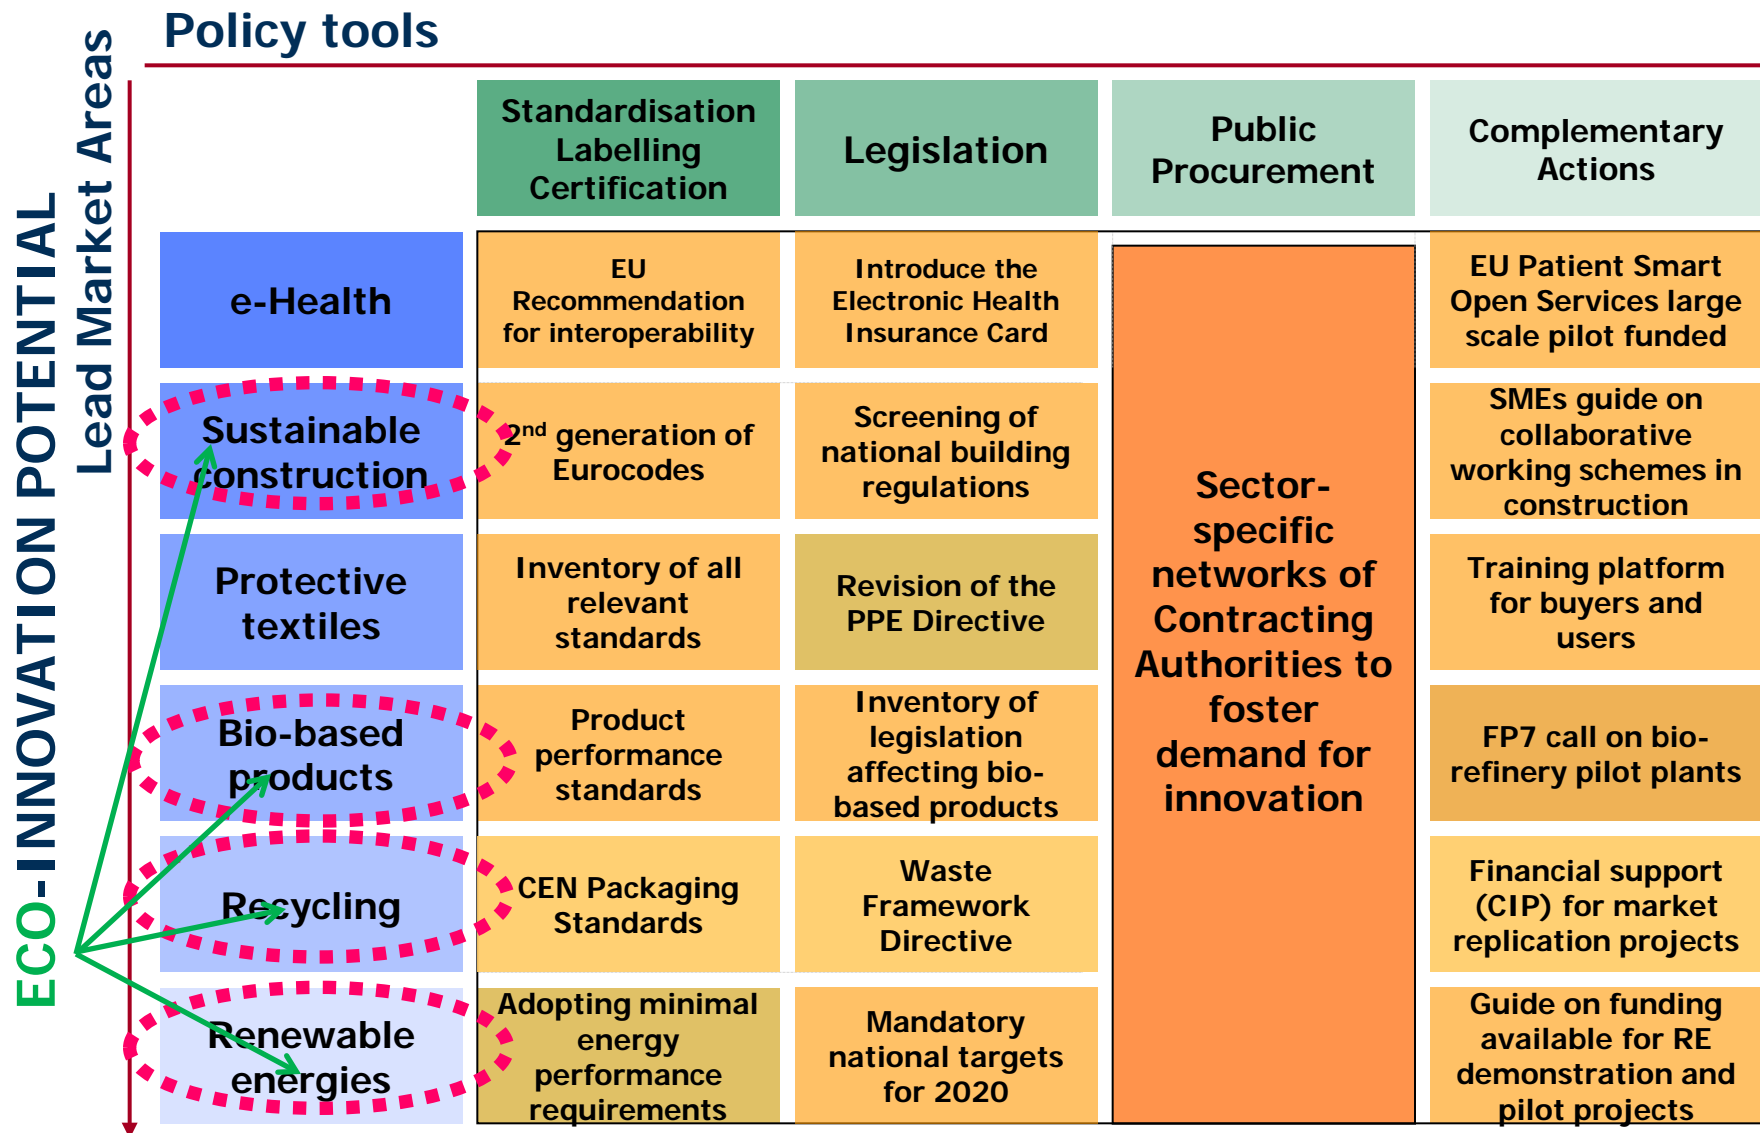 Policy tools
ECO-INNOVATION POTENTIAL
Lead Market Areas
Standardisation
Labelling
Certification
Legislation
Public
Procurement
Complementary
Actions
e-Health
EU
Recommendation
for interoperability
Introduce the
Electronic Health
Insurance Card
EU Patient Smart
Open Services large
scale pilot funded
Sustainable
construction
2nd generation of
Eurocodes
Screening of
national building
regulations
SMEs guide on
collaborative
working schemes in
construction
Sector-
specific
networks of
Contracting
Authorities to
foster
demand for
innovation
Protective
textiles
Inventory of all
relevant
standards
Revision of the
PPE Directive
Training platform
for buyers and
users
Bio-based
products
Product
performance
standards
Inventory of
legislation
affecting bio-
based products
FP7 call on bio-
refinery pilot plants
Recycling
CEN Packaging
Standards
Waste
Framework
Directive
Financial support
(CIP) for market
replication projects
Renewable
energies
Adopting minimal
energy
performance
requirements
Mandatory
national targets
for 2020
Guide on funding
available for RE
demonstration and
pilot projects